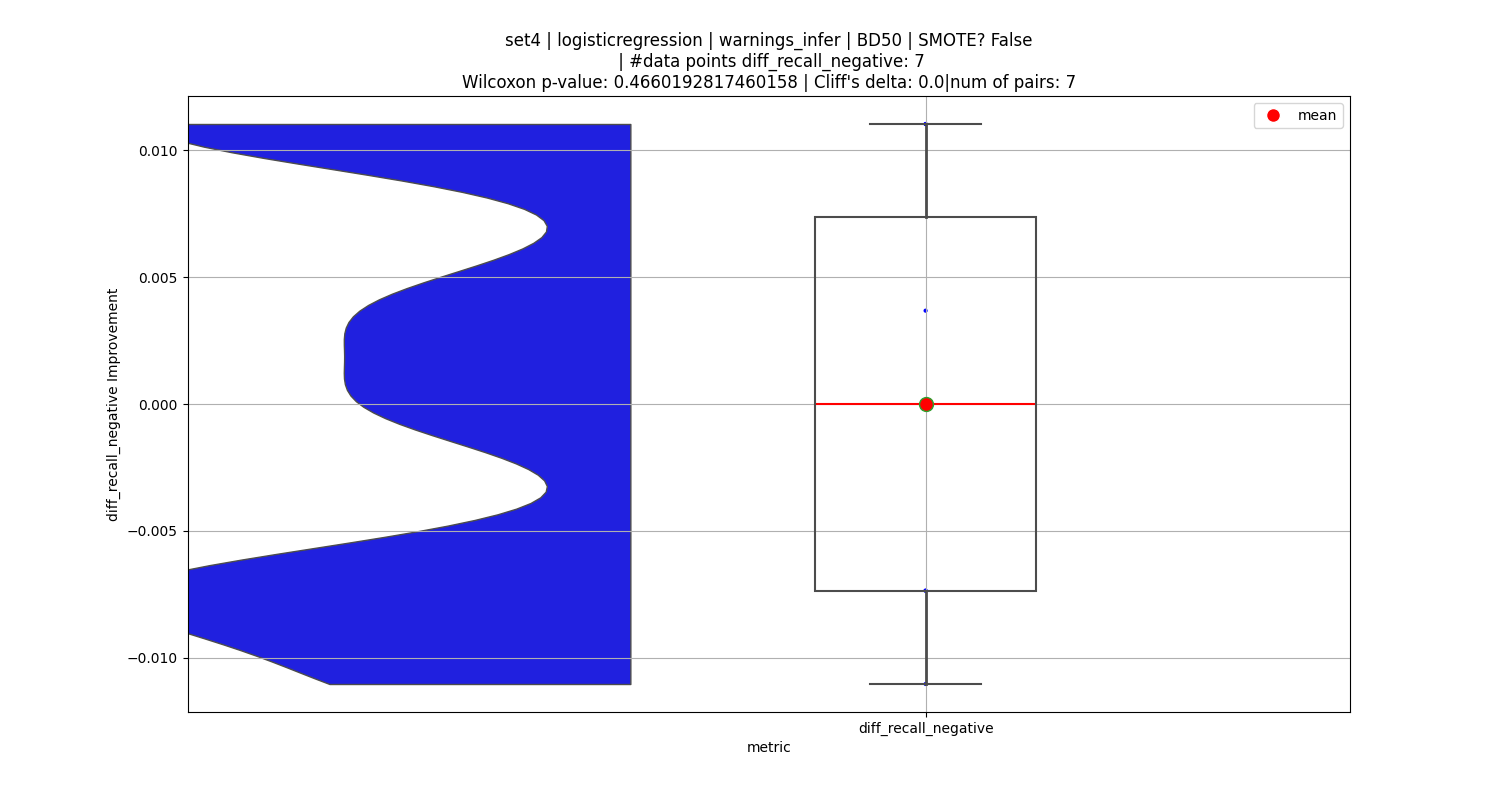 set4 | logisticregression | warnings_infer | BD50 | SMOTE? False
| #data points diff_recall_negative: 7
Wilcoxon p-value: 0.4660192817460158 | Cliff's delta: 0.0|num of pairs: 7
mean
0.010
0.005
0.000
−0.005
−0.010
diff_recall_negative Improvement
diff_recall_negative
metric